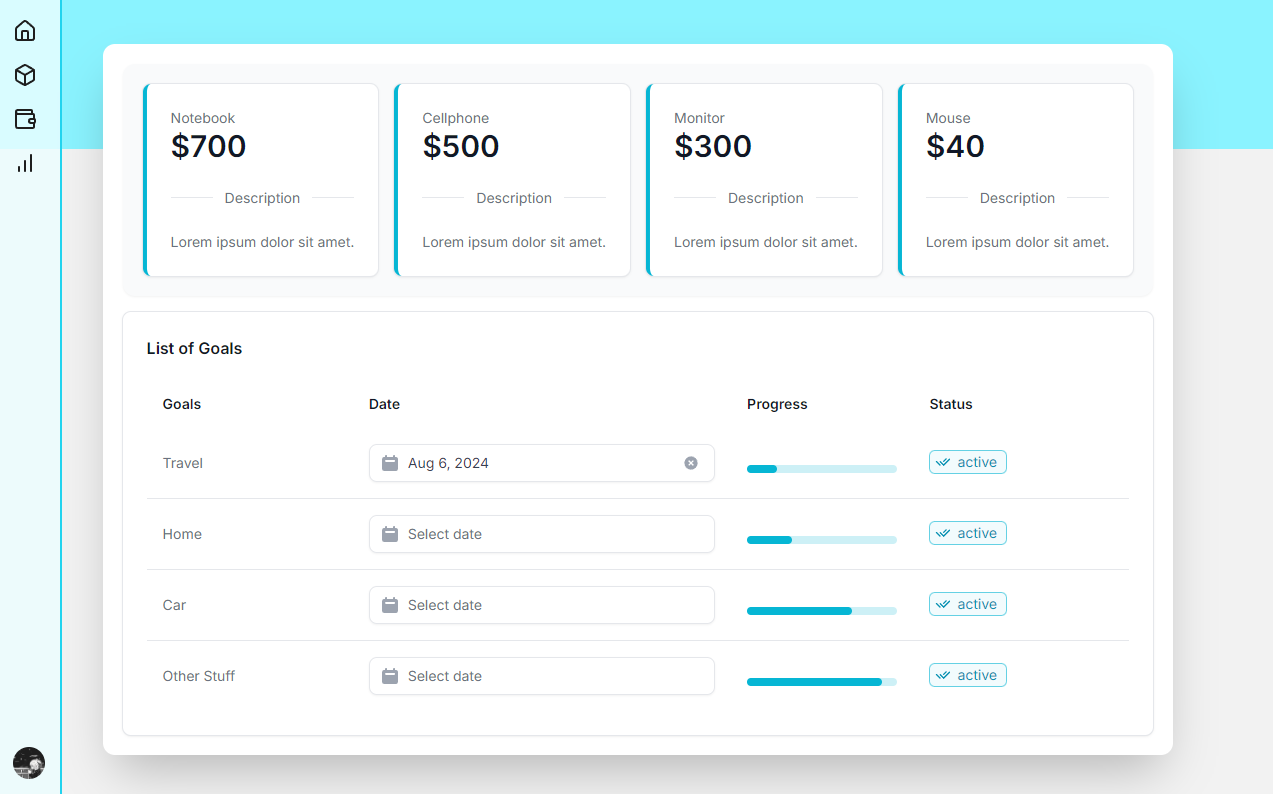 Notebook
$700
Description
Lorem ipsum dolor sit amet.
Cellphone
$500
Description
Lorem ipsum dolor sit amet.
Monitor
$300
Description
Lorem ipsum dolor sit amet.
Mouse
$40
Description
Lorem ipsum dolor sit amet.
List of Goals
Goals Date Progress Status
Travel Aug 6, 2024 active
Home Select date active
Car Select date active
Other Stuff Select date active